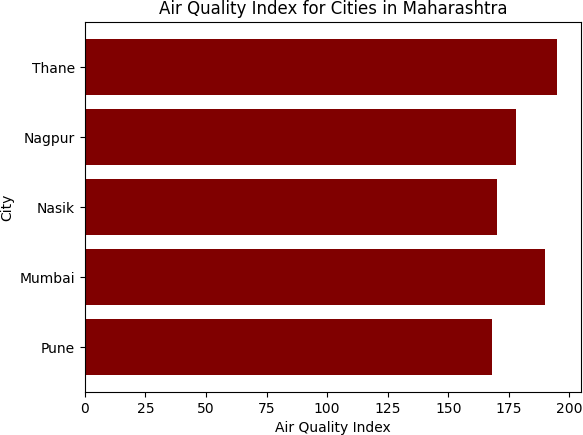 Air Quality Index for Cities in Maharashtra
Thane
Nagpur
Nasik
Mumbai
Pune
City
0 25 50 75 100 125 150 175 200
Air Quality Index